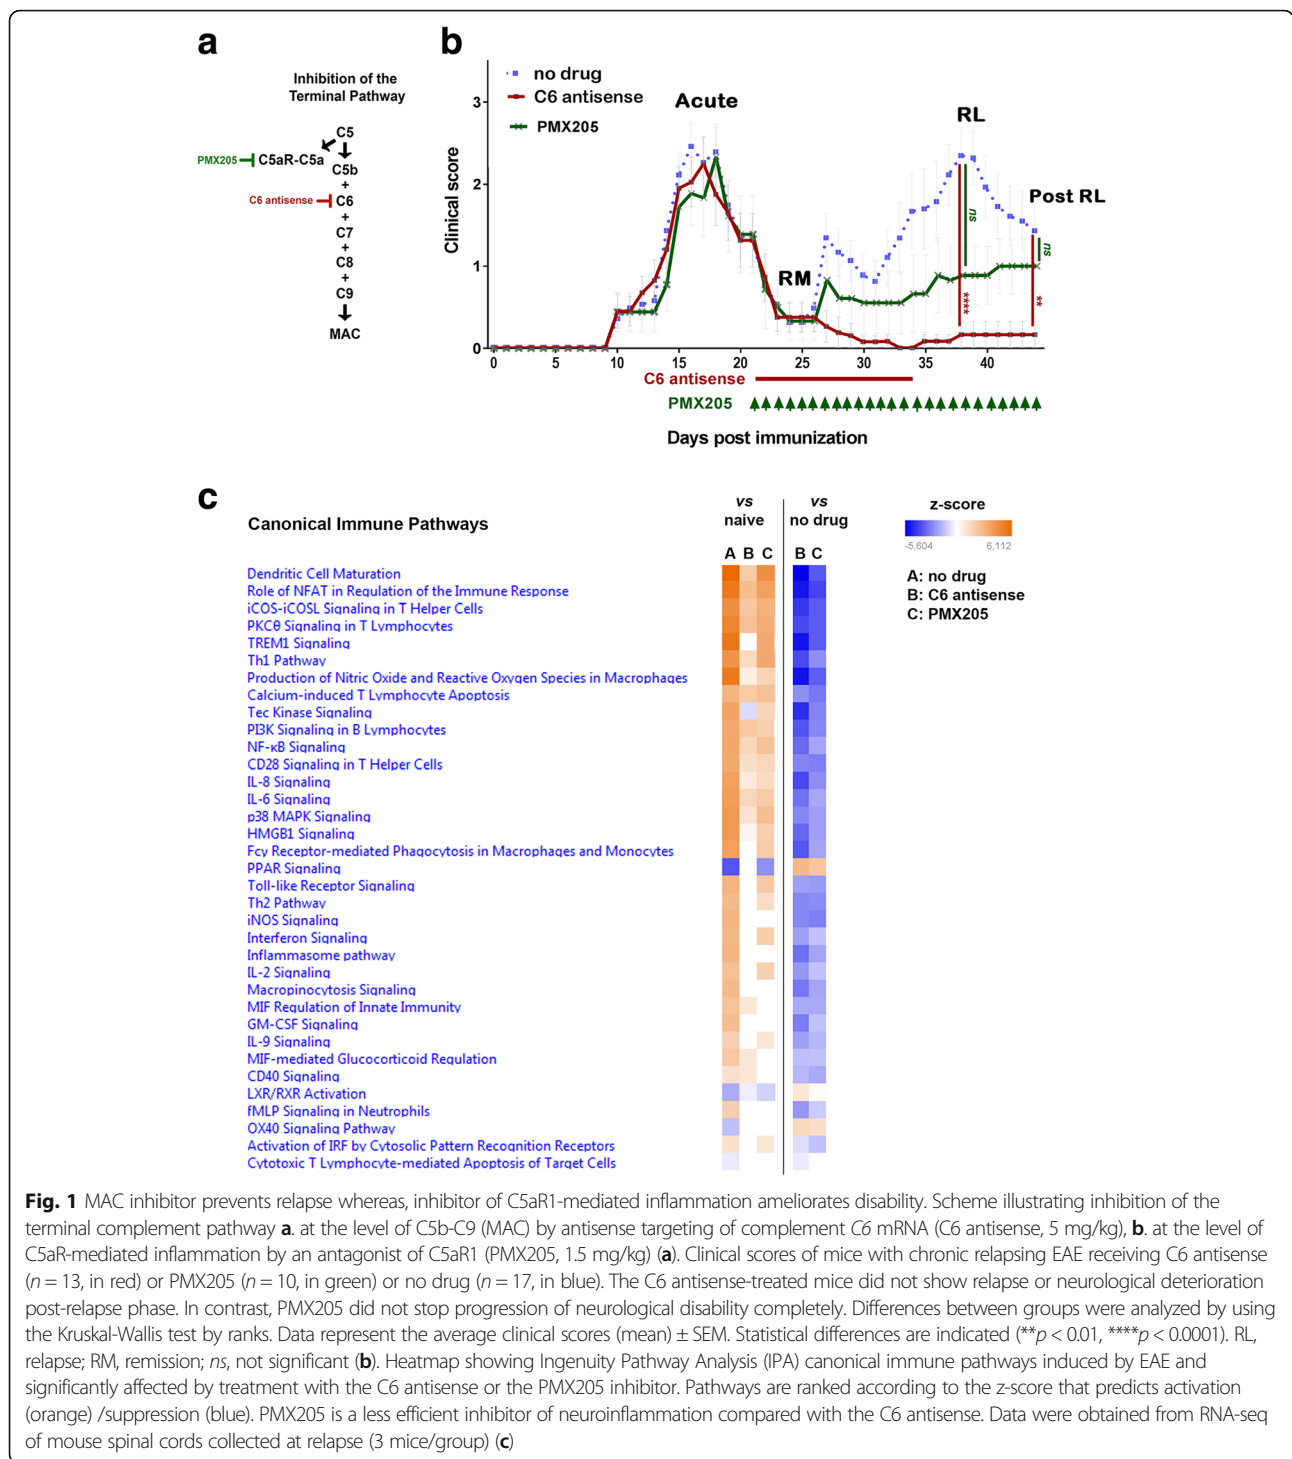 a
Inhibition of the
Terminal Pathway
C5
PMX205
C5aR-C5a
C5b
+
C6 antisense
C6
+
C7
+
C8
+
C9
MAC
b
no drug
C6 antisense
PMX205
Clinical score
3
2
1
0
Acute
RM
RL
Post RL
ns
****
ns
**
0 5 10 15 20 25 30 35 40
C6 antisense
PMX205
Days post immunization
c
Canonical Immune Pathways
vs
naive
vs
no drug
A B C
B C
z-score
-5,604 6,112
A: no drug
B: C6 antisense
C: PMX205
Dendritic Cell Maturation
Role of NFAT in Regulation of the Immune Response
iCOS-iCOSL Signaling in T Helper Cells
PKCθ Signaling in T Lymphocytes
TREM1 Signaling
Th1 Pathway
Production of Nitric Oxide and Reactive Oxygen Species in Macrophages
Calcium-induced T Lymphocyte Apoptosis
Tec Kinase Signaling
PI3K Signaling in B Lymphocytes
NF-κB Signaling
CD28 Signaling in T Helper Cells
IL-8 Signaling
IL-6 Signaling
p38 MAPK Signaling
HMGB1 Signaling
Fcγ Receptor-mediated Phagocytosis in Macrophages and Monocytes
PPAR Signaling
Toll-like Receptor Signaling
Th2 Pathway
iNOS Signaling
Interferon Signaling
Inflammasome pathway
IL-2 Signaling
Macropinocytosis Signaling
MIF Regulation of Innate Immunity
GM-CSF Signaling
IL-9 Signaling
MIF-mediated Glucocorticoid Regulation
CD40 Signaling
LXR/RXR Activation
fMLP Signaling in Neutrophils
OX40 Signaling Pathway
Activation of IRF by Cytosolic Pattern Recognition Receptors
Cytotoxic T Lymphocyte-mediated Apoptosis of Target Cells
Fig. 1 MAC inhibitor prevents relapse whereas, inhibitor of C5aR1-mediated inflammation ameliorates disability. Scheme illustrating inhibition of the
terminal complement pathway a. at the level of C5b-C9 (MAC) by antisense targeting of complement C6 mRNA (C6 antisense, 5 mg/kg), b. at the level of
C5aR-mediated inflammation by an antagonist of C5aR1 (PMX205, 1.5 mg/kg) (a). Clinical scores of mice with chronic relapsing EAE receiving C6 antisense
(n = 13, in red) or PMX205 (n = 10, in green) or no drug (n = 17, in blue). The C6 antisense-treated mice did not show relapse or neurological deterioration
post-relapse phase. In contrast, PMX205 did not stop progression of neurological disability completely. Differences between groups were analyzed by using
the Kruskal-Wallis test by ranks. Data represent the average clinical scores (mean) ± SEM. Statistical differences are indicated (**p < 0.01, ****p < 0.0001). RL,
relapse; RM, remission; ns, not significant (b). Heatmap showing Ingenuity Pathway Analysis (IPA) canonical immune pathways induced by EAE and
significantly affected by treatment with the C6 antisense or the PMX205 inhibitor. Pathways are ranked according to the z-score that predicts activation
(orange) /suppression (blue). PMX205 is a less efficient inhibitor of neuroinflammation compared with the C6 antisense. Data were obtained from RNA-seq
of mouse spinal cords collected at relapse (3 mice/group) (c)